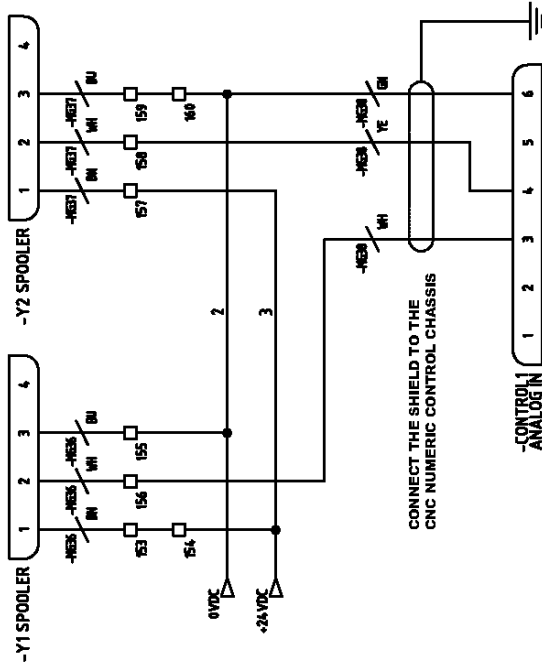 -Y1 SPOOLER
1 2 3 4
-MG36 BN
-MG36 WH
-MG36 BU
153
154
156
155
-Y2 SPOOLER
1 2 3 4
-MG37 BN
-MG37 WH
-MG37 BU
157
158
159
160
0VDC
+24VDC
2
3
-MG38 WH
-MG38 YE
-MG38 GN
CONNECT THE SHIELD TO THE
CNC NUMERIC CONTROL CHASSIS
-CONTROL1
ANALOG IN
1 2 3 4 5 6